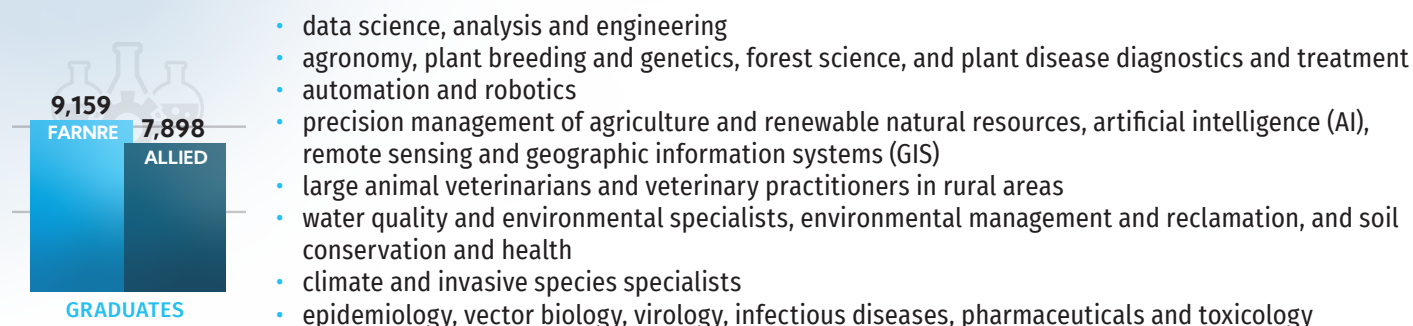 9,159
FARNRE
7,898
ALLIED
GRADUATES
• data science, analysis and engineering
• agronomy, plant breeding and genetics, forest science, and plant disease diagnostics and treatment
• automation and robotics
• precision management of agriculture and renewable natural resources, artificial intelligence (AI),
remote sensing and geographic information systems (GIS)
• large animal veterinarians and veterinary practitioners in rural areas
• water quality and environmental specialists, environmental management and reclamation, and soil
conservation and health
• climate and invasive species specialists
• epidemiology, vector biology, virology, infectious diseases, pharmaceuticals and toxicology